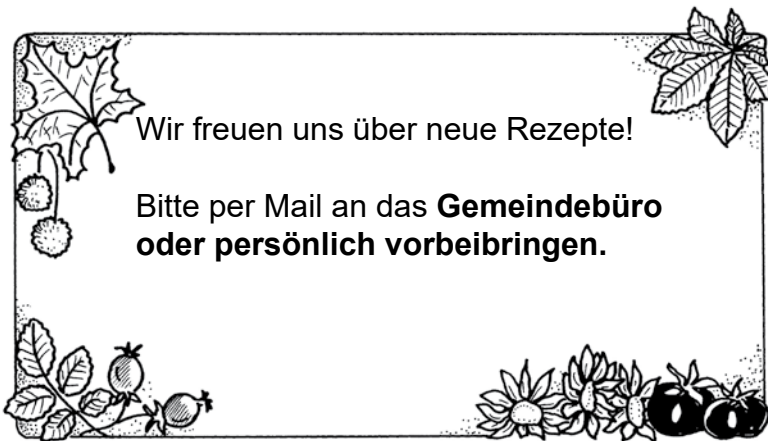 Wir freuen uns über neue Rezepte!
Bitte per Mail an das Gemeindebüro
oder persönlich vorbeibringen.